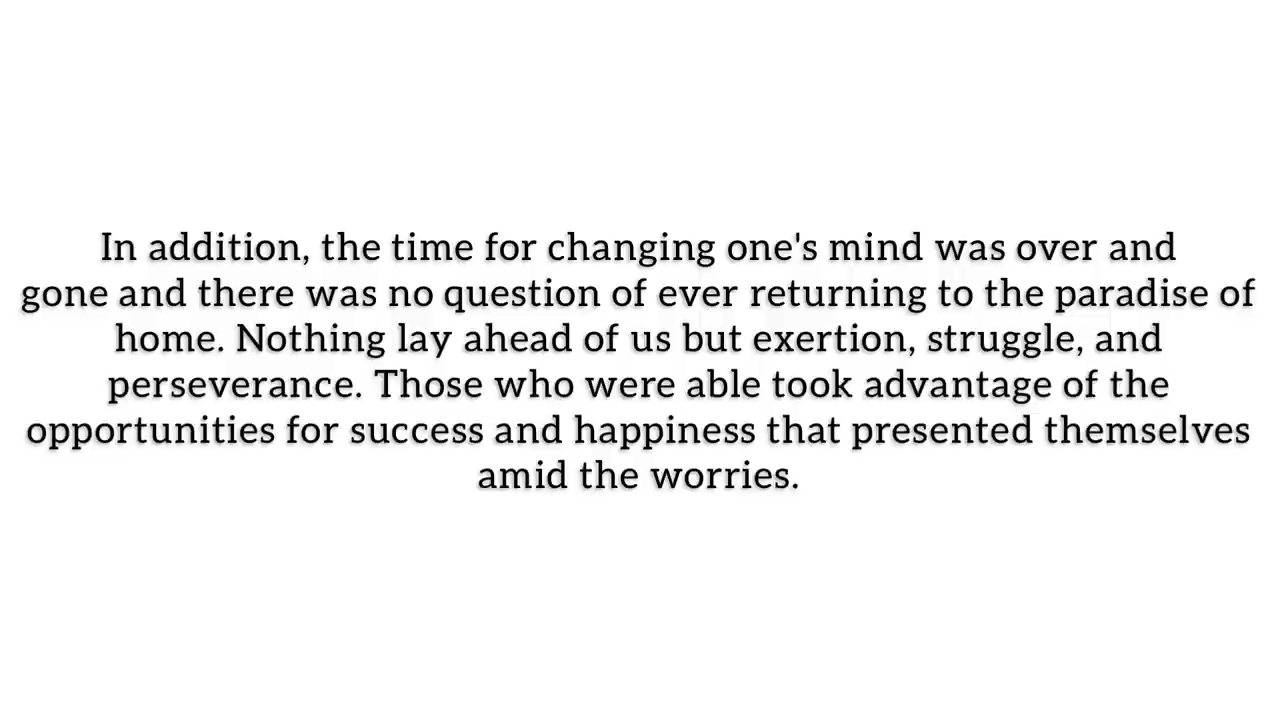 In addition, the time for changing one's mind was over and
gone and there was no question of ever returning to the paradise of
home. Nothing lay ahead of us but exertion, struggle, and
perseverance. Those who were able took advantage of the
opportunities for success and happiness that presented themselves
amid the worries.